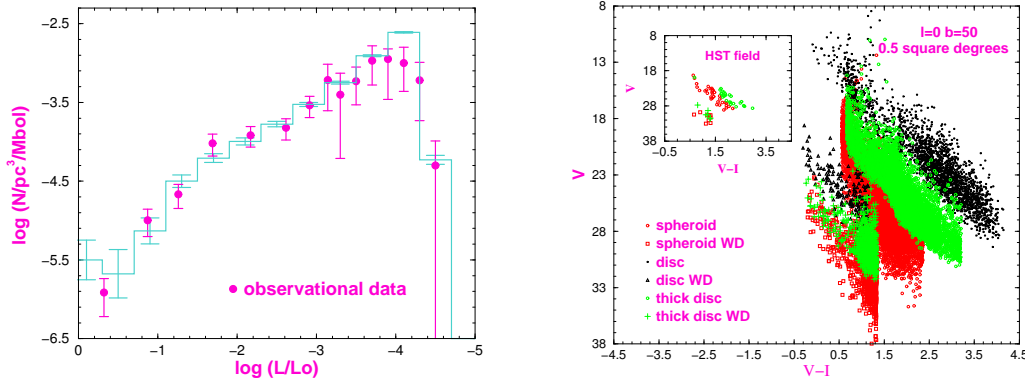 −2.5
−3.5
−4.5
−5.5
−6.5
log (N/pc³/Mbol)
observational data
0 −1 −2 −3 −4 −5
log (L/Lo)
8
13
18
23
28
33
38
V
l=0 b=50
0.5 square degrees
HST field
8
18
28
38
V
−0.5 1.5 3.5
V−I
spheroid
spheroid WD
disc
disc WD
thick disc
thick disc WD
−4.5 −3.5 −2.5 −1.5 −0.5 0.5 1.5 2.5 3.5 4.5
V−I